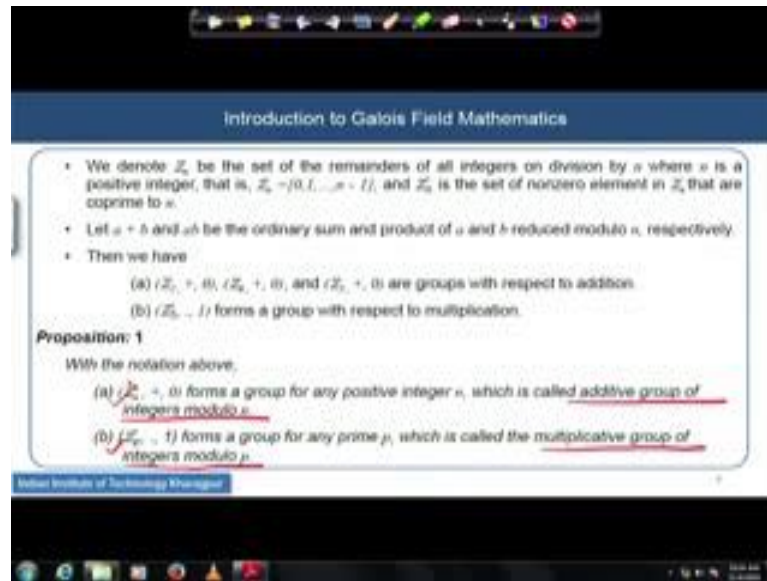 Introduction to Galois Field Mathematics
• We denote Zₙ be the set of the remainders of all integers on division by n where n is a
positive integer, that is, Zₙ = {0, 1, ..., n - 1}, and Z*ₙ is the set of nonzero element in Zₙ that are
coprime to n.
• Let a + b and ab be the ordinary sum and product of a and b reduced modulo n, respectively.
• Then we have
(a) +, 0), +, 0), and +, 0) are groups with respect to addition.
(b) 1) forms a group with respect to multiplication.
Proposition: 1
With the notation above,
(a) (Zₙ, +, 0) forms a group for any positive integer n, which is called additive group of
integers modulo n.
(b) 1) forms a group for any prime p, which is called the multiplicative group of
integers modulo p.
Indian Institute of Technology Kharagpur